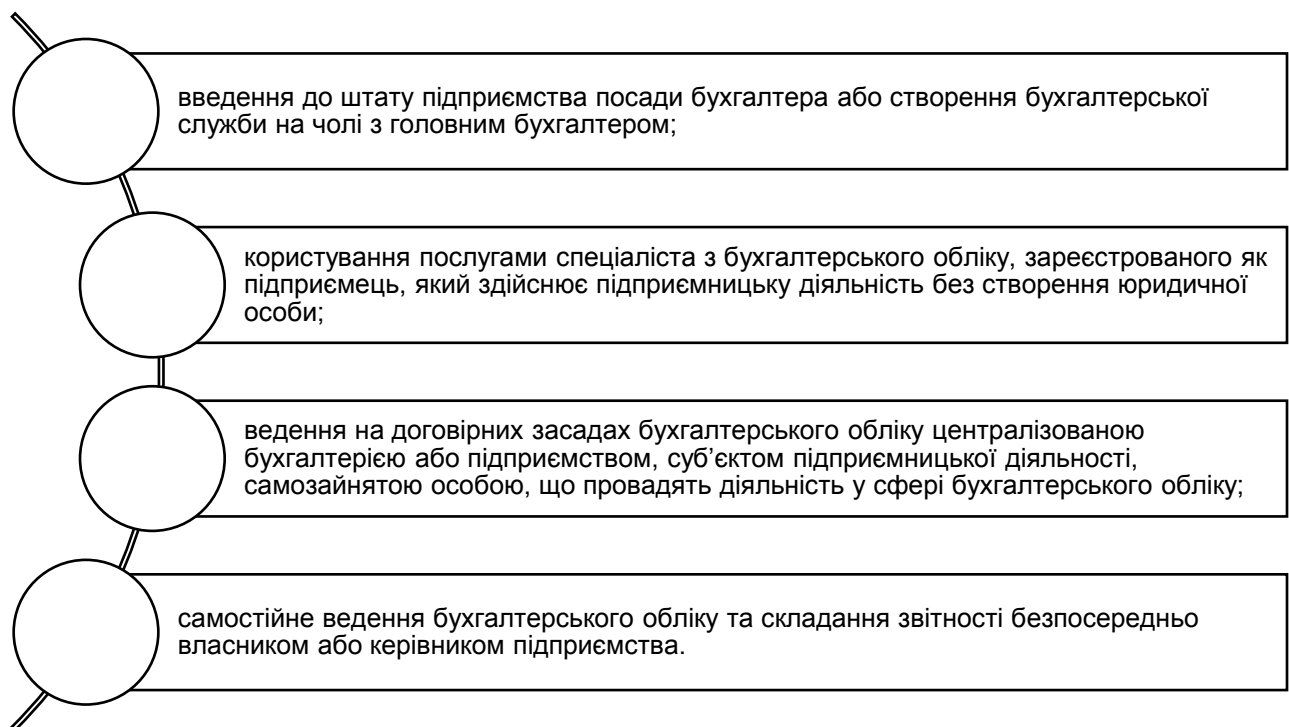 введення до штату підприємства посади бухгалтера або створення бухгалтерської
служби на чолі з головним бухгалтером;
користування послугами спеціаліста з бухгалтерського обліку, зареєстрованого як
підприємець, який здійснює підприємницьку діяльність без створення юридичної
особи;
ведення на договірних засадах бухгалтерського обліку централізованою
бухгалтерією або підприємством, суб’єктом підприємницької діяльності,
самозайнятою особою, що провадять діяльність у сфері бухгалтерського обліку;
самостійне ведення бухгалтерського обліку та складання звітності безпосередньо
власником або керівником підприємства.